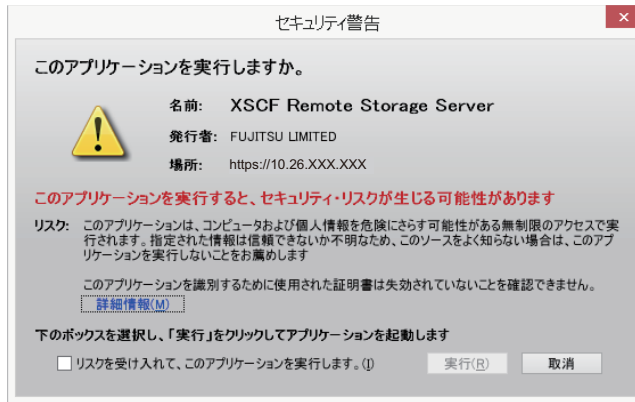 セキュリティ警告
このアプリケーションを実行しますか。
名前: XSCF Remote Storage Server
発行者: FUJITSU LIMITED
場所: https://10.26.XXX.XXX
このアプリケーションを実行すると、セキュリティ・リスクが生じる可能性があります
リスク: このアプリケーションは、コンピュータおよび個人情報を危険にさらす可能性がある無制限のアクセスで実
行されます。指定された情報は信頼できないか不明なため、このソースをよく知らない場合は、このアプ
リケーションを実行しないことをお薦めします
このアプリケーションを識別するために使用された証明書は失効されていないことを確認できません。
詳細情報(M)
下のボックスを選択し、「実行」をクリックしてアプリケーションを起動します
リスクを受け入れて、このアプリケーションを実行します。(I) 実行(R) 取消